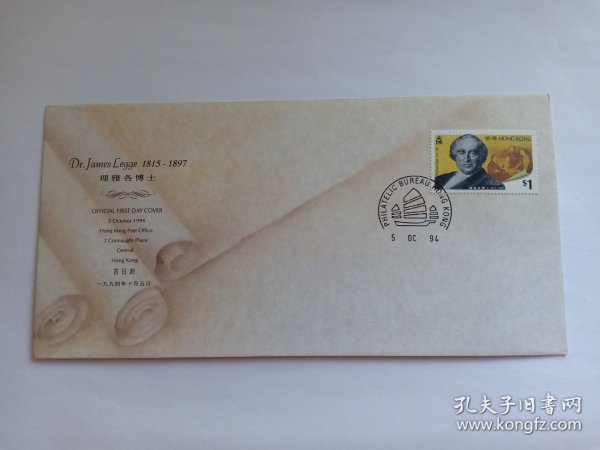 Dr. James Legge 1815 - 1897
理雅各博士
OFFICIAL FIRST DAY COVER
5 October 1994
Hong Kong Post Office
2 Connaught Place
Central
Hong Kong
首日封
一九九四年十月五日
香港 HONG KONG
$1
PHILATELIC BUREAU HONG KONG
5 OC 94
孔夫子旧书网
www.kongfz.com